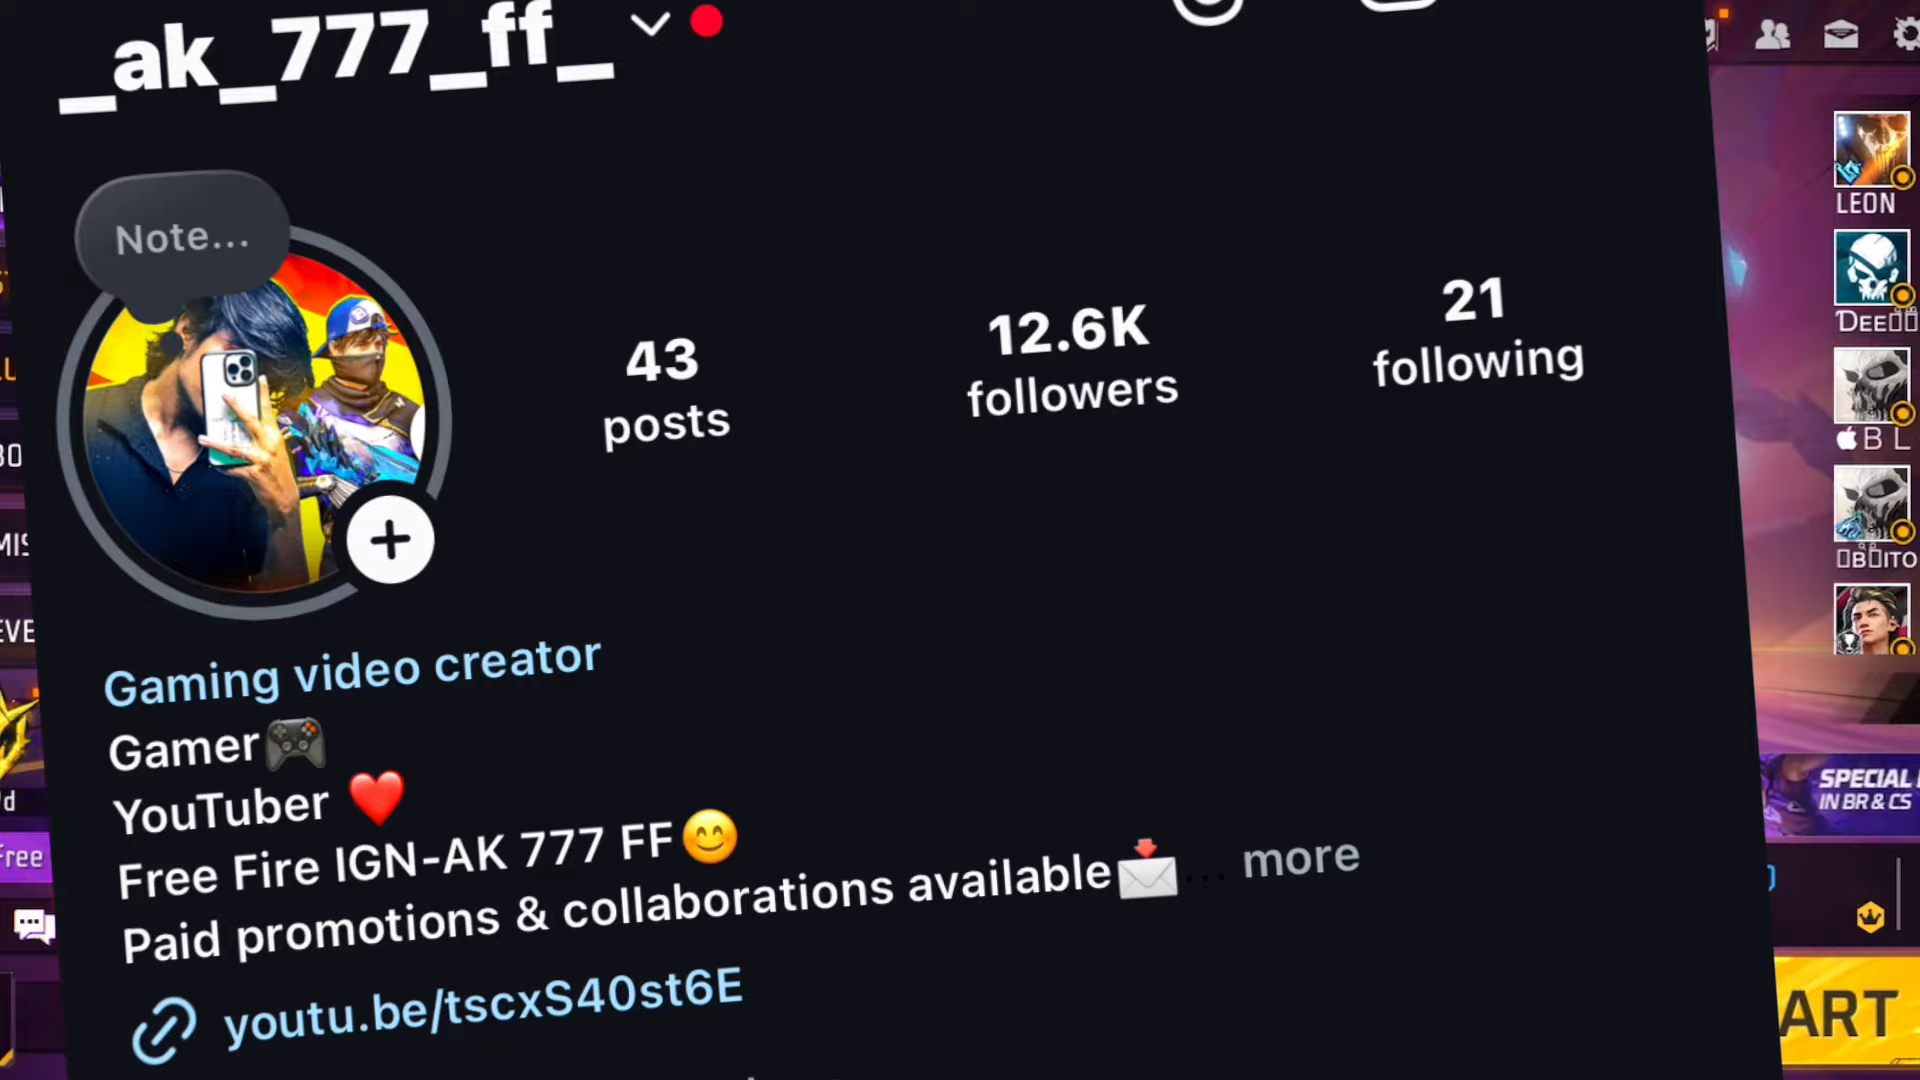 _ak_777_ff_
Note...
43
posts
12.6K
followers
21
following
Gaming video creator
Gamer🎮
YouTuber ❤️
Free Fire IGN-AK 777 FF😊
Paid promotions & collaborations available📩... more
youtu.be/tscxS40st6E
LEON
B L
SPECIAL
IN BR & CS
ART
Free